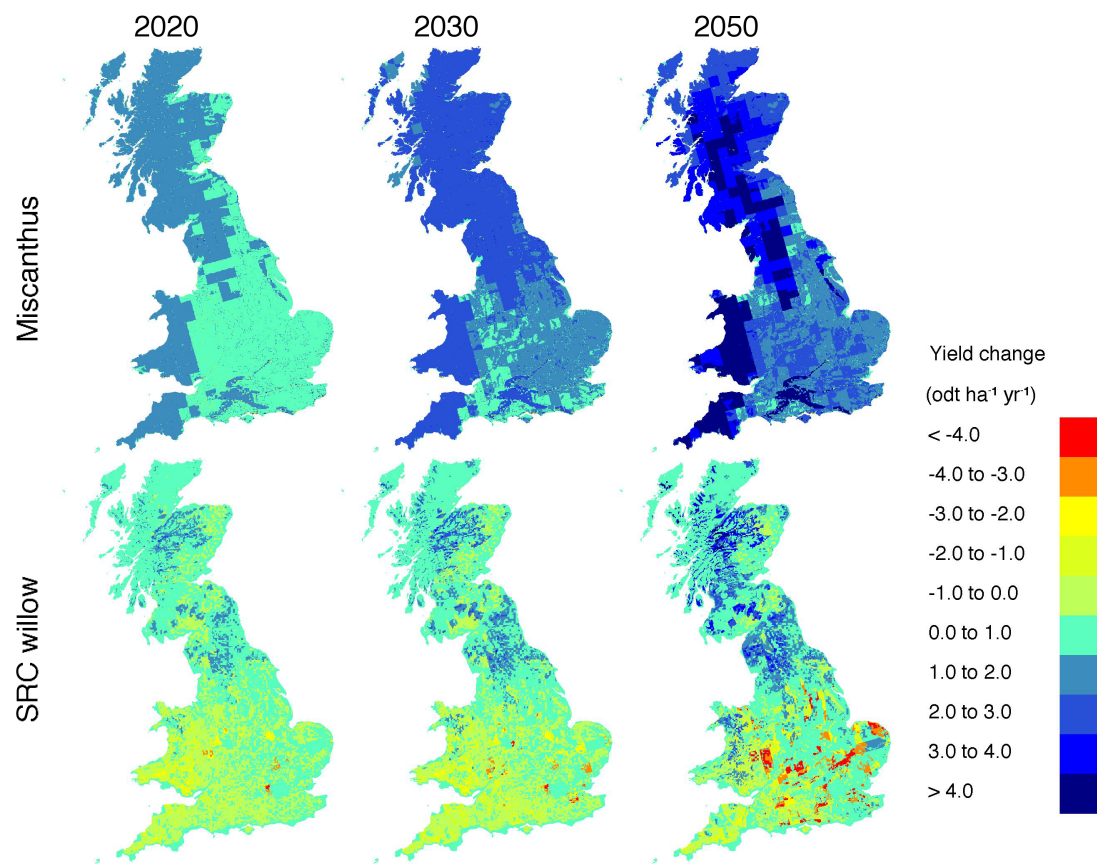 2020
2030
2050
Miscanthus
SRC willow
Yield change
(odt ha⁻¹ yr⁻¹)
< -4.0
-4.0 to -3.0
-3.0 to -2.0
-2.0 to -1.0
-1.0 to 0.0
0.0 to 1.0
1.0 to 2.0
2.0 to 3.0
3.0 to 4.0
> 4.0